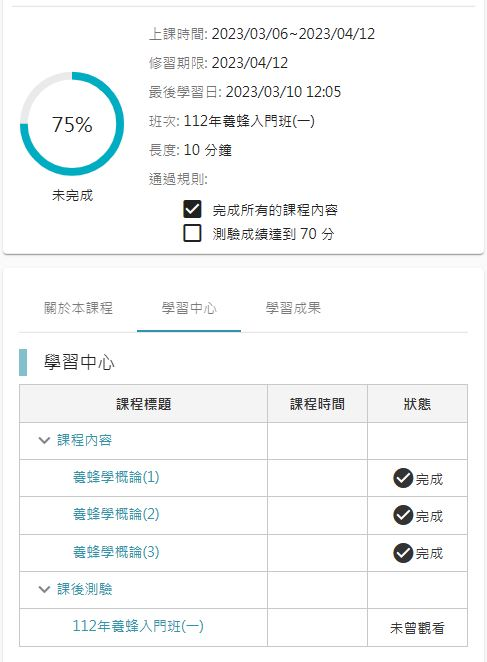 上課時間: 2023/03/06~2023/04/12
修習期限: 2023/04/12
最後學習日: 2023/03/10 12:05
班次: 112年養蜂入門班(一)
長度: 10 分鐘
通過規則:
完成所有的課程內容
測驗成績達到 70 分
75%
未完成
關於本課程 學習中心 學習成果
學習中心
課程標題 課程時間 狀態
課程內容
養蜂學概論(1) 完成
養蜂學概論(2) 完成
養蜂學概論(3) 完成
課後測驗
112年養蜂入門班(一) 未曾觀看